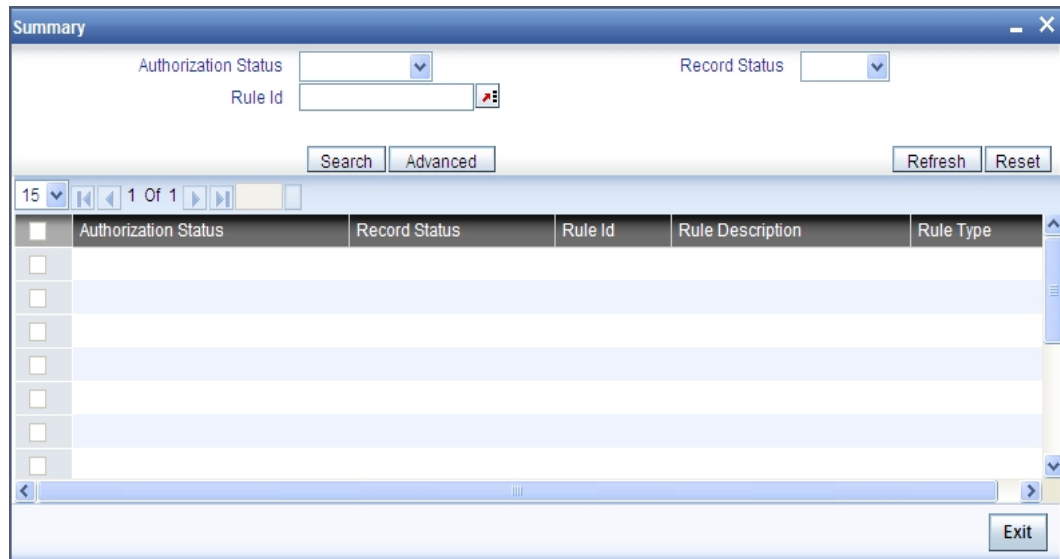 Summary
Authorization Status
Record Status
Rule Id
Search Advanced Refresh Reset
15 1 Of 1
Authorization Status Record Status Rule Id Rule Description Rule Type
Exit